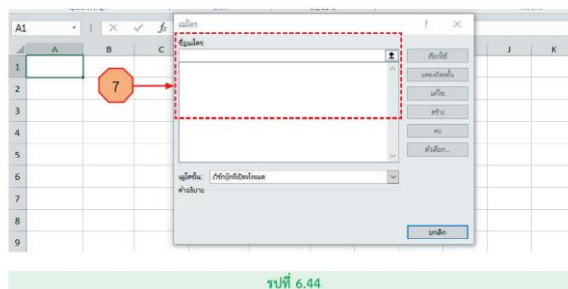 A1
fx
แมโคร
?
A B C J K
ชื่อแมโคร:
เรียกใช้
แสดงทีละขั้น
แก้ไข
สร้าง
ลบ
ตัวเลือก...
1
2
3
4
5
6
7
8
9
7
แมโครใน: เวิร์กบุ๊กที่เปิดทั้งหมด
คำอธิบาย
ยกเลิก
รูปที่ 6.44